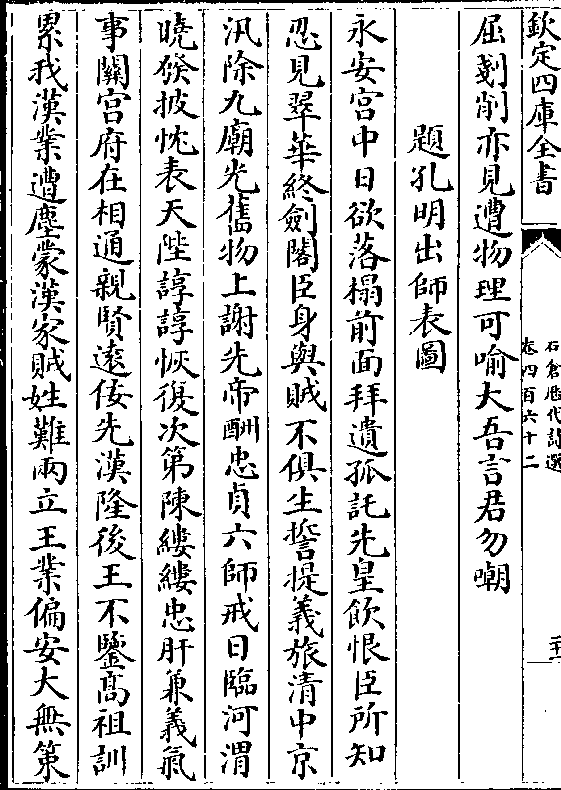 欽定四庫全書
石倉歷代詩選
卷四百六十二
屈剗削亦見遭物理可喻大吾言君勿嘲
題孔明出師表圖
永安宮中日欲落榻前面拜遺孤託先皇飲恨臣所知
忍見翠華終劍閣臣身與賊不俱生誓提義旅清中京
汎除九廟光舊物上謝先帝酬忠貞六師戒日臨河渭
曉發披忱表天陛諄諄恢復次第陳縷縷忠肝兼義氣
事關宮府在相通親賢遠佞先漢隆後王不鑒髙祖訓
累我漢業遭塵蒙漢家賊姓難兩立王業偏安大無策